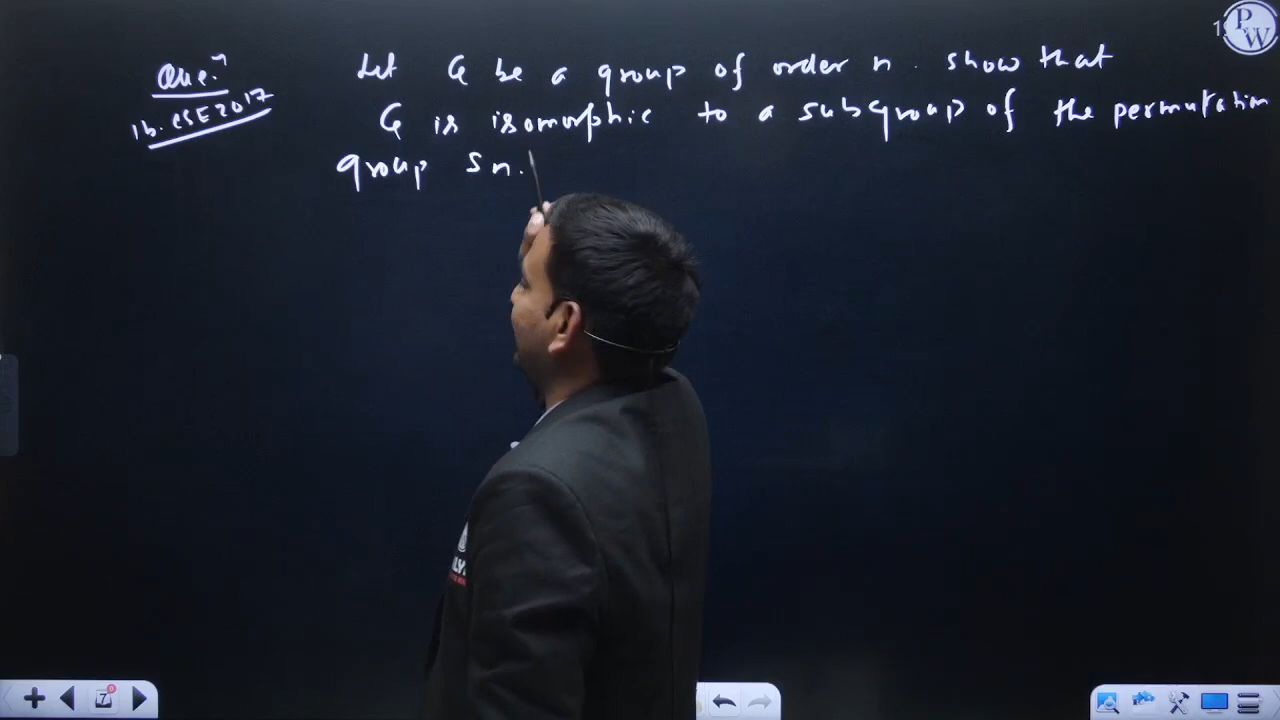 Que.n Let G be a group of order n. show that
1b. CSE 2017 G is isomorphic to a subgroup of the permutation
group Sn.
PW
7